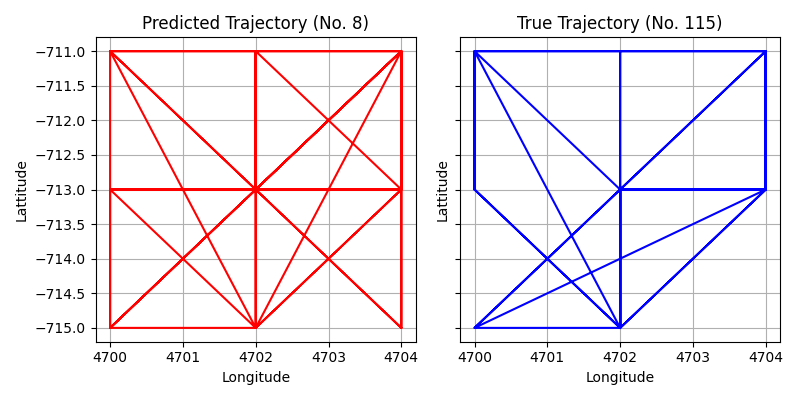 Predicted Trajectory (No. 8)
True Trajectory (No. 115)
Lattitude
−711.0
−711.5
−712.0
−712.5
−713.0
−713.5
−714.0
−714.5
−715.0
4700 4701 4702 4703 4704
Longitude
Lattitude
4700 4701 4702 4703 4704
Longitude